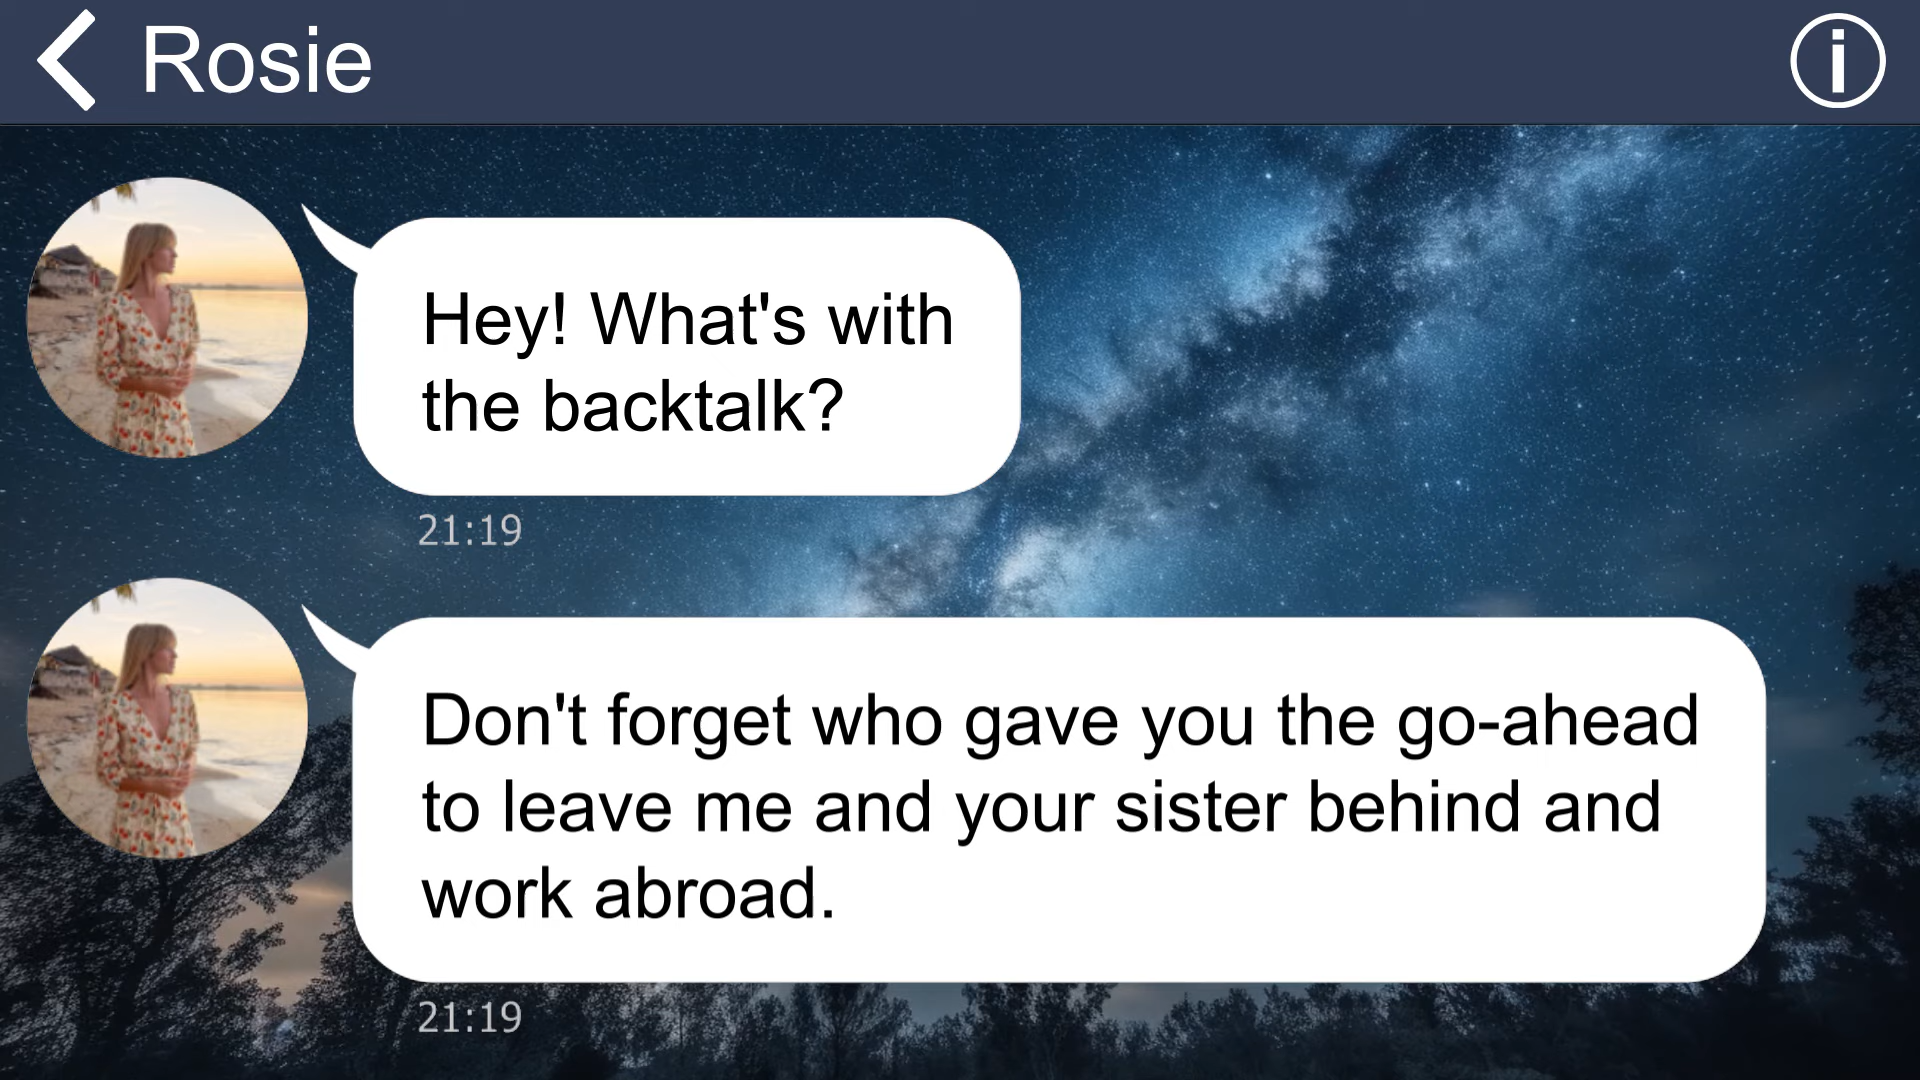 Rosie
Hey! What's with
the backtalk?
21:19
Don't forget who gave you the go-ahead
to leave me and your sister behind and
work abroad.
21:19